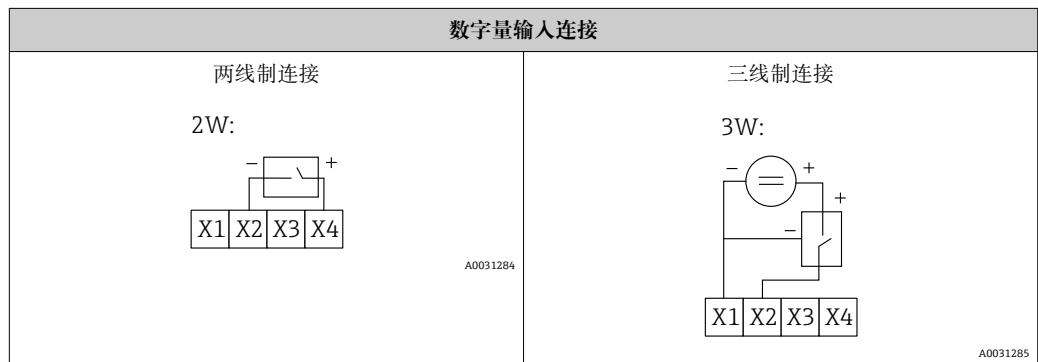 数字量输入连接
两线制连接
2W:
− +
X1 X2 X3 X4
A0031284
三线制连接
3W:
− +
+
−
X1 X2 X3 X4
A0031285